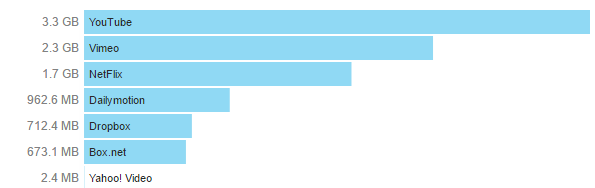 3.3 GB YouTube
2.3 GB Vimeo
1.7 GB NetFlix
962.6 MB Dailymotion
712.4 MB Dropbox
673.1 MB Box.net
2.4 MB Yahoo! Video